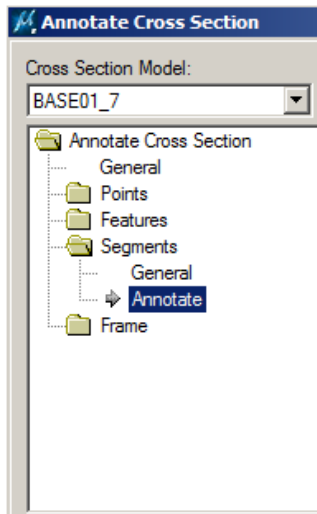 Annotate Cross Section
Cross Section Model:
BASE01_7
Annotate Cross Section
General
Points
Features
Segments
General
Annotate
Frame